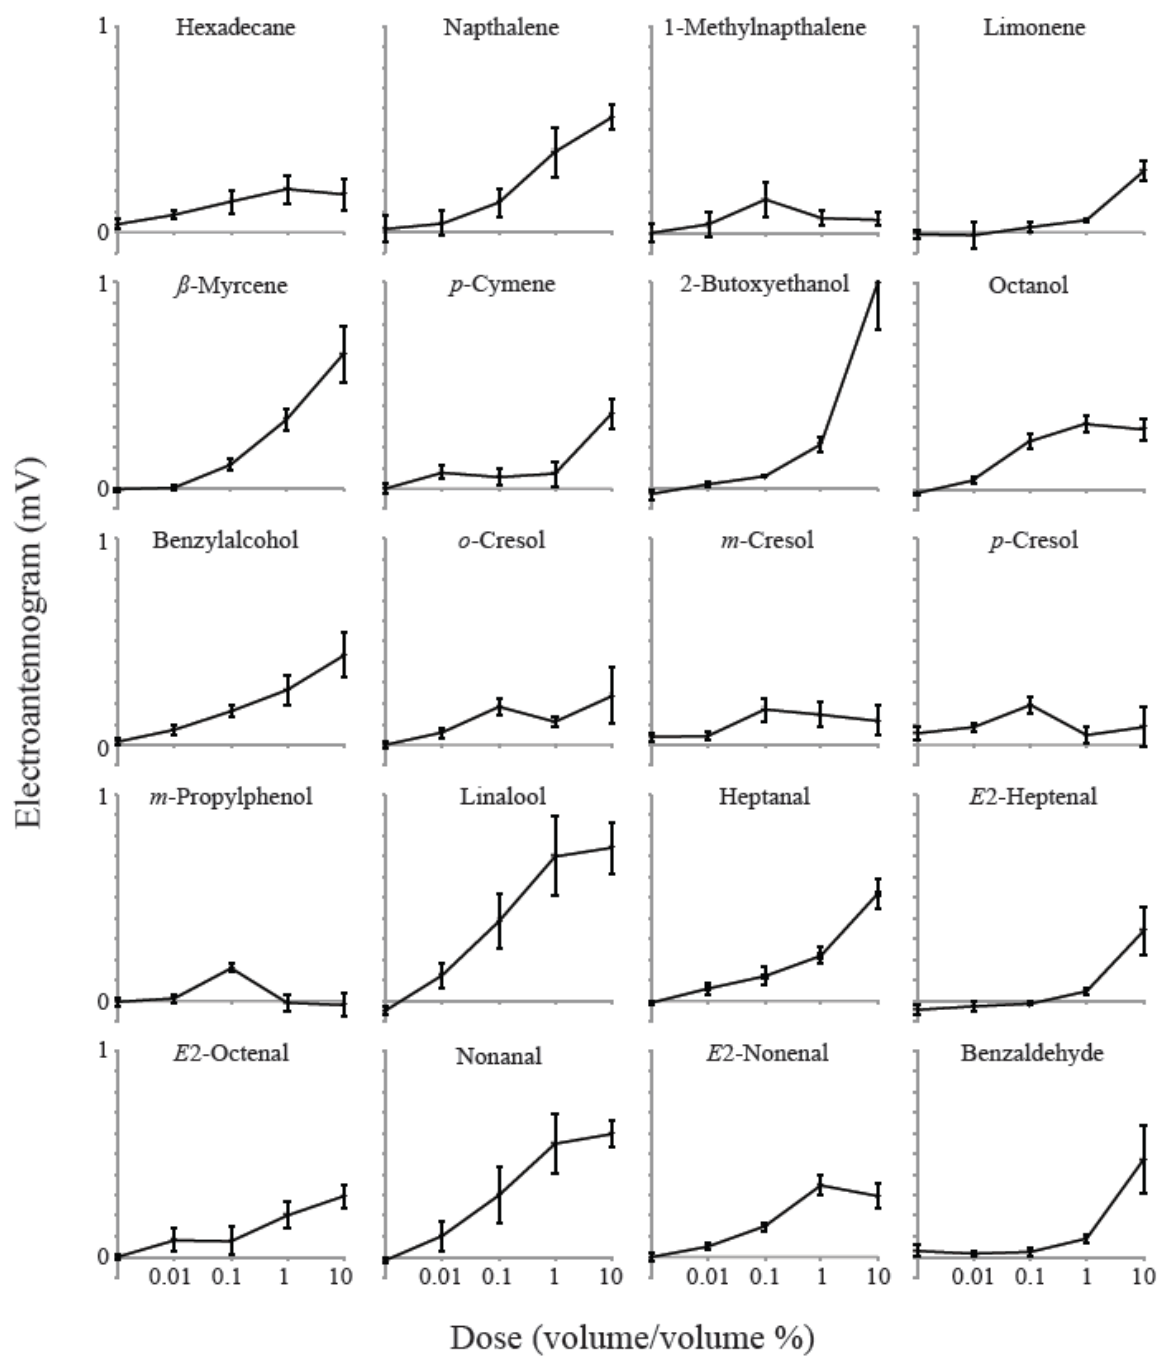 1 Hexadecane Napthalene 1-Methylnapthalene Limonene
0
1 ß-Myrcene p-Cymene 2-Butoxyethanol Octanol
0
1 Benzylalcohol o-Cresol m-Cresol p-Cresol
0
1 m-Propylphenol Linalool Heptanal E2-Heptenal
0
1 E2-Octenal Nonanal E2-Nonenal Benzaldehyde
0
0.01 0.1 1 10 0.01 0.1 1 10 0.01 0.1 1 10 0.01 0.1 1 10
Electroantennogram (mV)
Dose (volume/volume %)